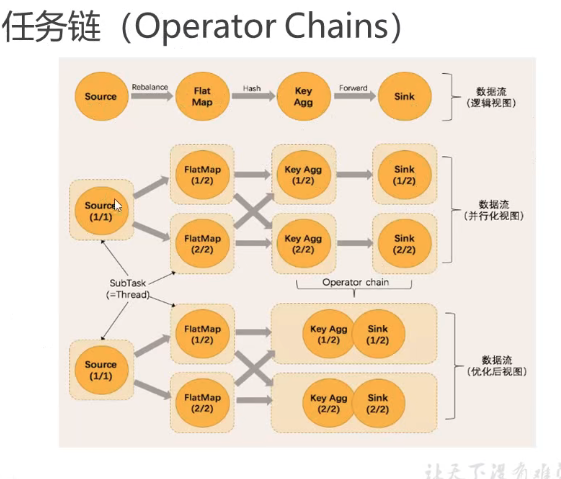 任务链（Operator Chains）
Rebalance
Hash
Forward
Source
Flat
Map
Key
Agg
Sink
数据流
(逻辑视图)
FlatMap
(1/2)
Key Agg
(1/2)
Sink
(1/2)
Source
(1/1)
数据流
(并行化视图)
FlatMap
(2/2)
Key Agg
(2/2)
Sink
(2/2)
SubTask
(=Thread)
Operator chain
FlatMap
(1/2)
Key Agg
(1/2)
Sink
(1/2)
Source
(1/1)
数据流
(优化后视图)
FlatMap
(2/2)
Key Agg
(2/2)
Sink
(2/2)
让天下没有难